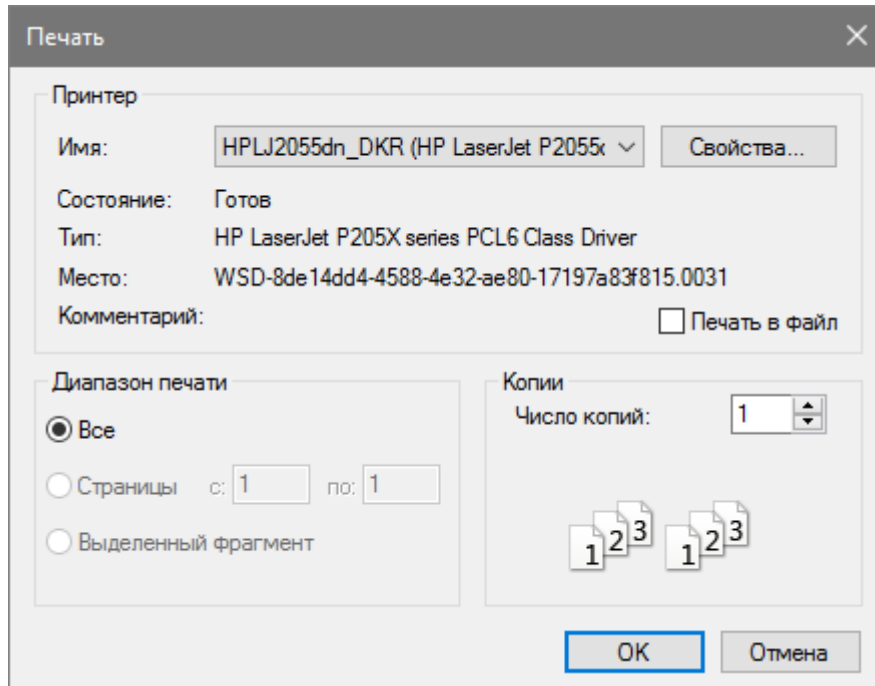 Печать
Принтер
Имя: HPLJ2055dn_DKR (HP LaserJet P2055 Свойства...
Состояние: Готов
Тип: HP LaserJet P205X series PCL6 Class Driver
Место: WSD-8de14dd4-4588-4e32-ae80-17197a83f815.0031
Комментарий: Печать в файл
Диапазон печати
Все
Страницы с: 1 по: 1
Выделенный фрагмент
Копии
Число копий: 1
1 2 3 1 2 3
OK Отмена